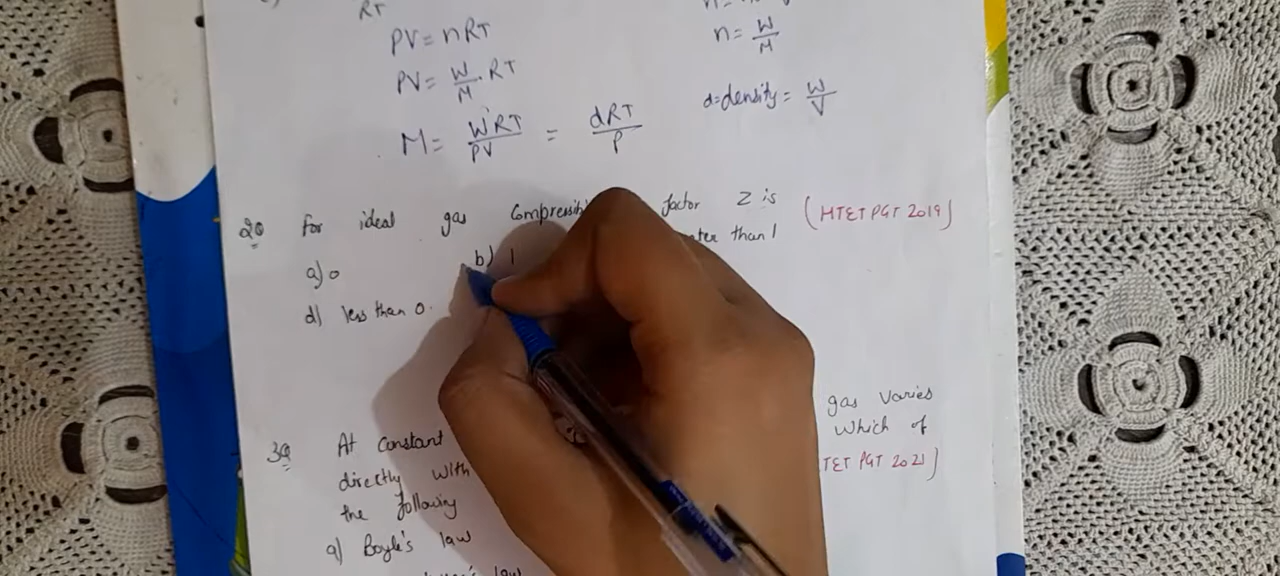 RT
PV = nRT
n = W/M
PV = W/M . RT
d = density = W/V
M = WRT/PV = dRT/P
2Q For ideal gas factor Z is (HTET PGT 2019)
a) 0 b) 1 than 1
d) less than 0.
3Q At Constant gas varies
directly with which of
the following TET PGT 2021)
a) Boyle's law
law